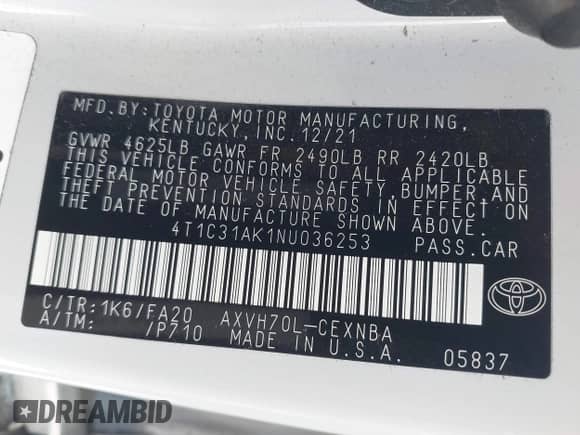 MFD.BY:TOYOTA MOTOR MANUFACTURING,
KENTUCKY,INC.12/21
GVWR 4625LB GAWR FR 2490LB RR 2420LB
THIS VEHICLE CONFORMS TO ALL APPLICABLE
FEDERAL MOTOR VEHICLE SAFETY,BUMPER,AND
THEFT PREVENTION STANDARDS IN EFFECT ON
THE DATE OF MANUFACTURE SHOWN ABOVE.
4T1C31AK1NU036253 PASS.CAR
C/TR:1K6/FA20 AXVH70L-CEXNBA
A/TM: /P710 MADE IN U.S.A. 05837
DREAMBID